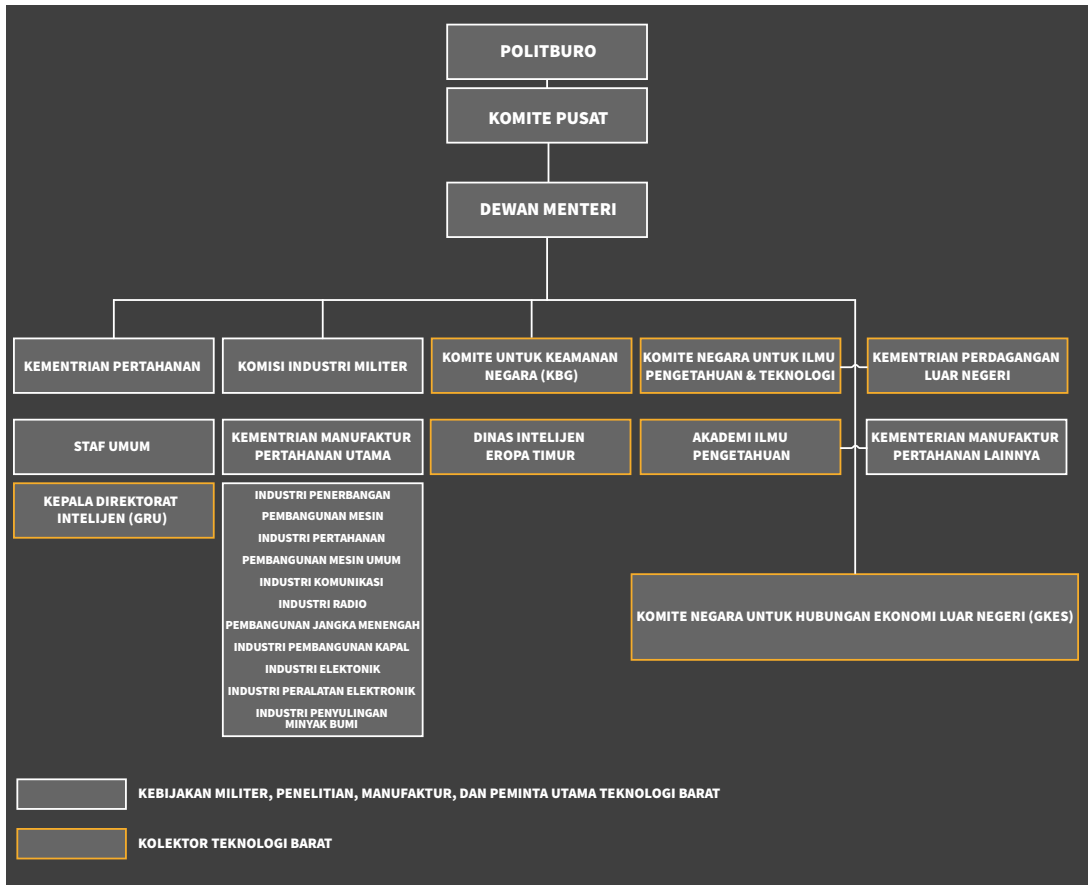 POLITBURO
KOMITE PUSAT
DEWAN MENTERI
KEMENTRIAN PERTAHANAN
KOMISI INDUSTRI MILITER
KOMITE UNTUK KEAMANAN
NEGARA (KBG)
KOMITE NEGARA UNTUK ILMU
PENGETAHUAN & TEKNOLOGI
KEMENTRIAN PERDAGANGAN
LUAR NEGERI
STAF UMUM
KEMENTRIAN MANUFAKTUR
PERTAHANAN UTAMA
DINAS INTELIJEN
EROPA TIMUR
AKADEMI ILMU
PENGETAHUAN
KEMENTERIAN MANUFAKTUR
PERTAHANAN LAINNYA
KEPALA DIREKTORAT
INTELIJEN (GRU)
INDUSTRI PENERBANGAN
PEMBANGUNAN MESIN
INDUSTRI PERTAHANAN
PEMBANGUNAN MESIN UMUM
INDUSTRI KOMUNIKASI
INDUSTRI RADIO
PEMBANGUNAN JANGKA MENENGAH
INDUSTRI PEMBANGUNAN KAPAL
INDUSTRI ELEKTONIK
INDUSTRI PERALATAN ELEKTRONIK
INDUSTRI PENYULINGAN
MINYAK BUMI
KOMITE NEGARA UNTUK HUBUNGAN EKONOMI LUAR NEGERI (GKES)
KEBIJAKAN MILITER, PENELITIAN, MANUFAKTUR, DAN PEMINTA UTAMA TEKNOLOGI BARAT
KOLEKTOR TEKNOLOGI BARAT